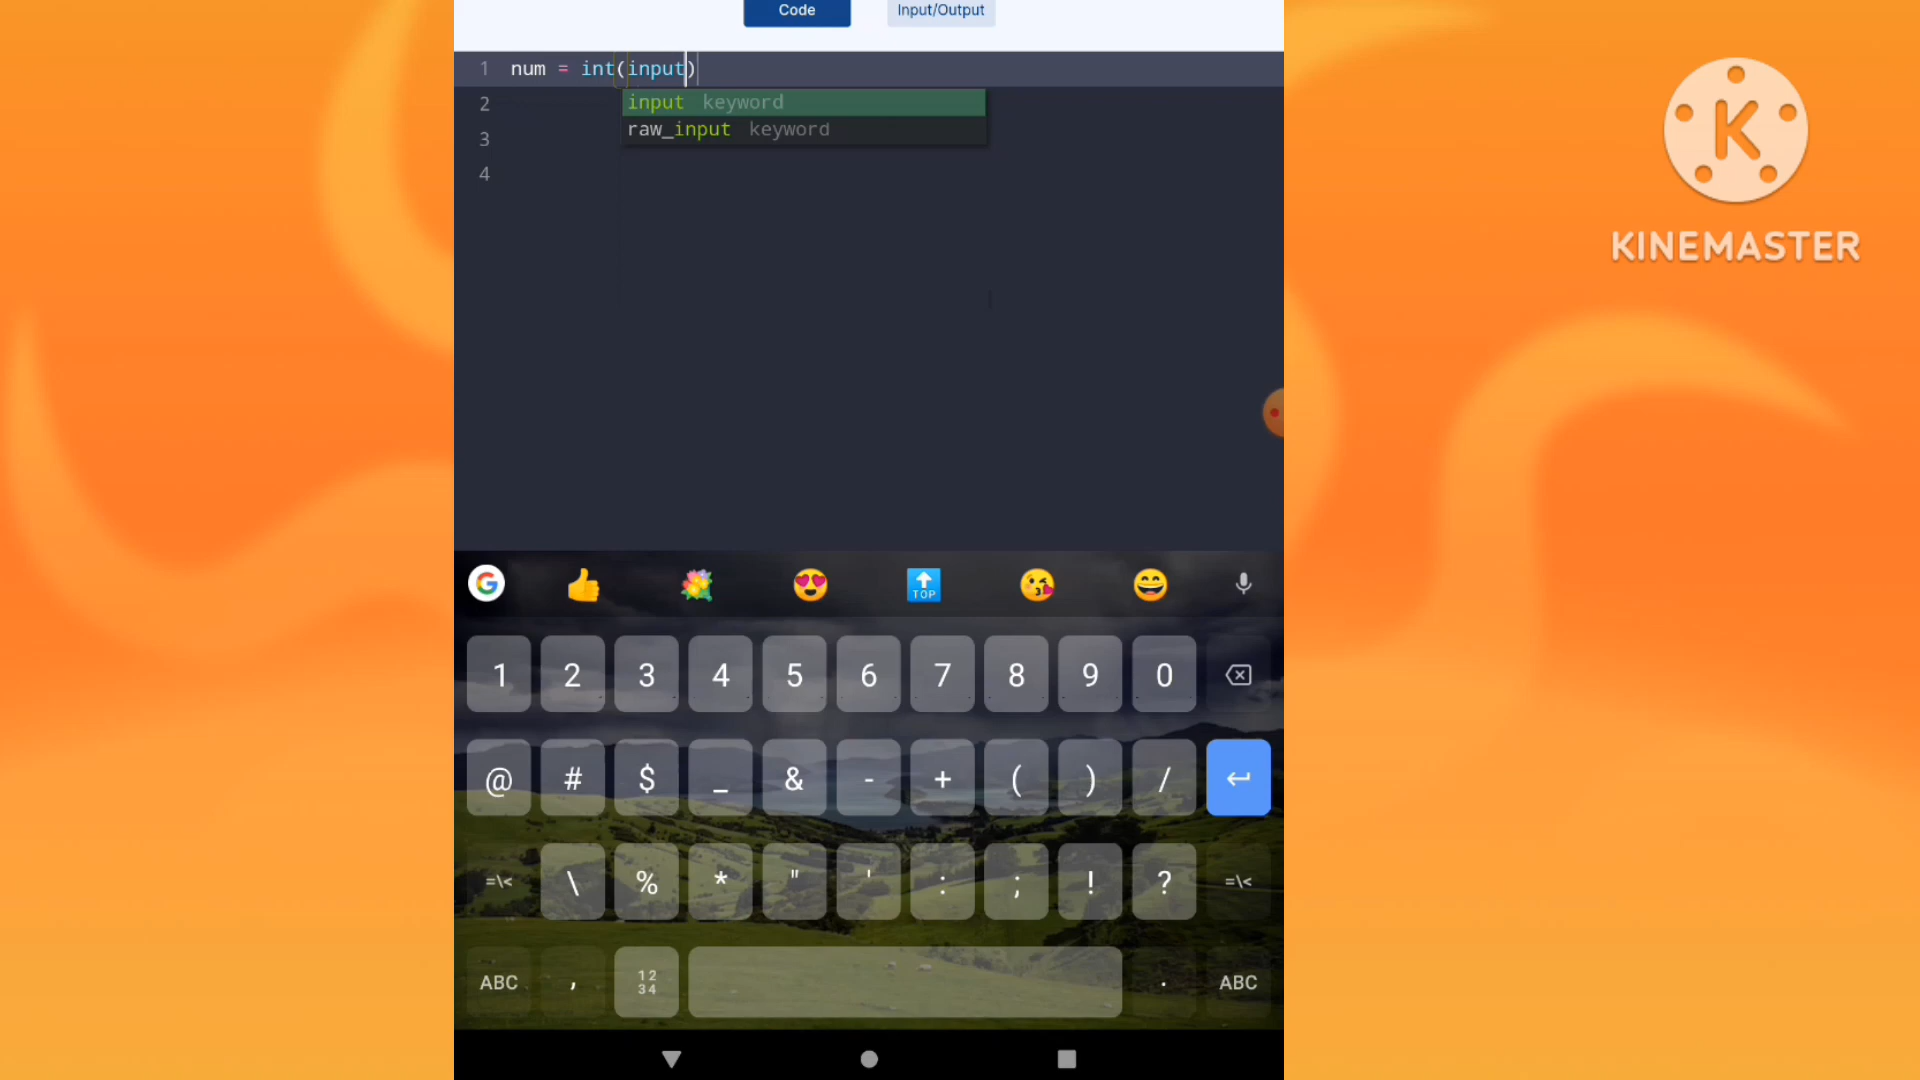 Code
Input/Output
1 num = int(input)
2
3
4
input keyword
raw_input keyword
K
KINEMASTER
G
TOP
1 2 3 4 5 6 7 8 9 0
@ # $ _ & - + ( ) /
=\< \ % * " ' : ; ! ? =\<
ABC , 12 34 . ABC